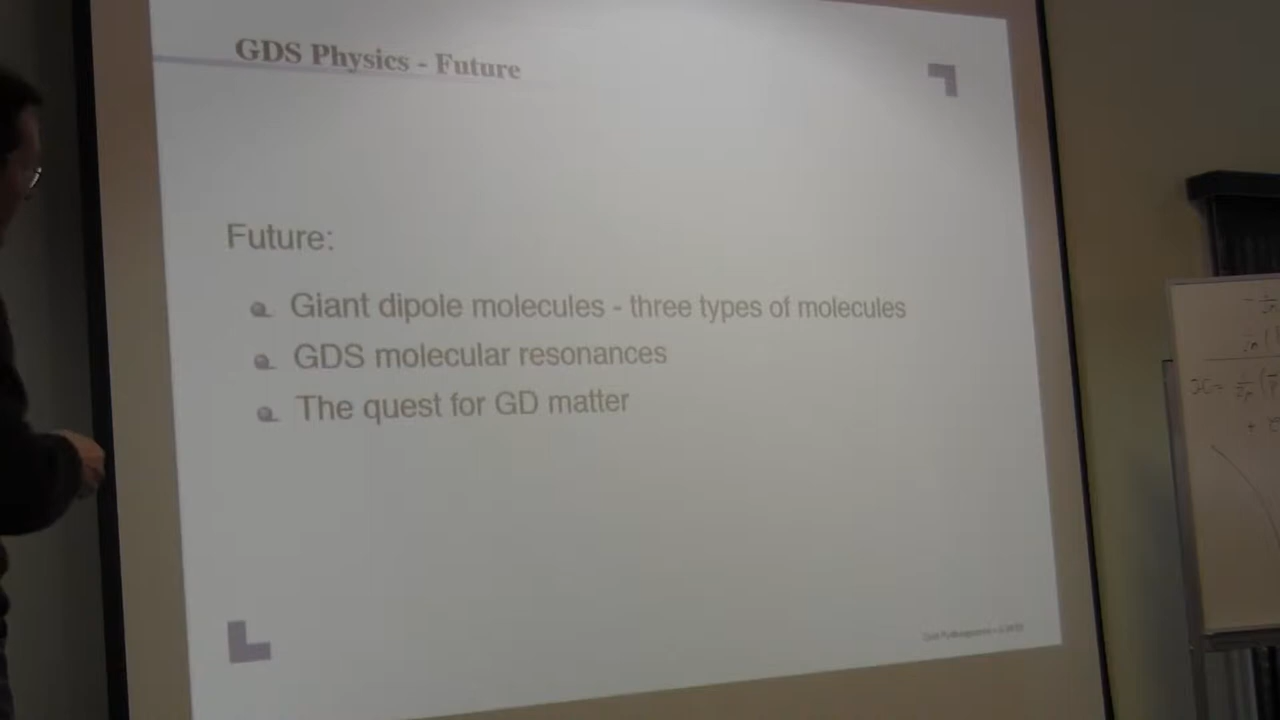 GDS Physics - Future
Future:
Giant dipole molecules - three types of molecules
GDS molecular resonances
The quest for GD matter